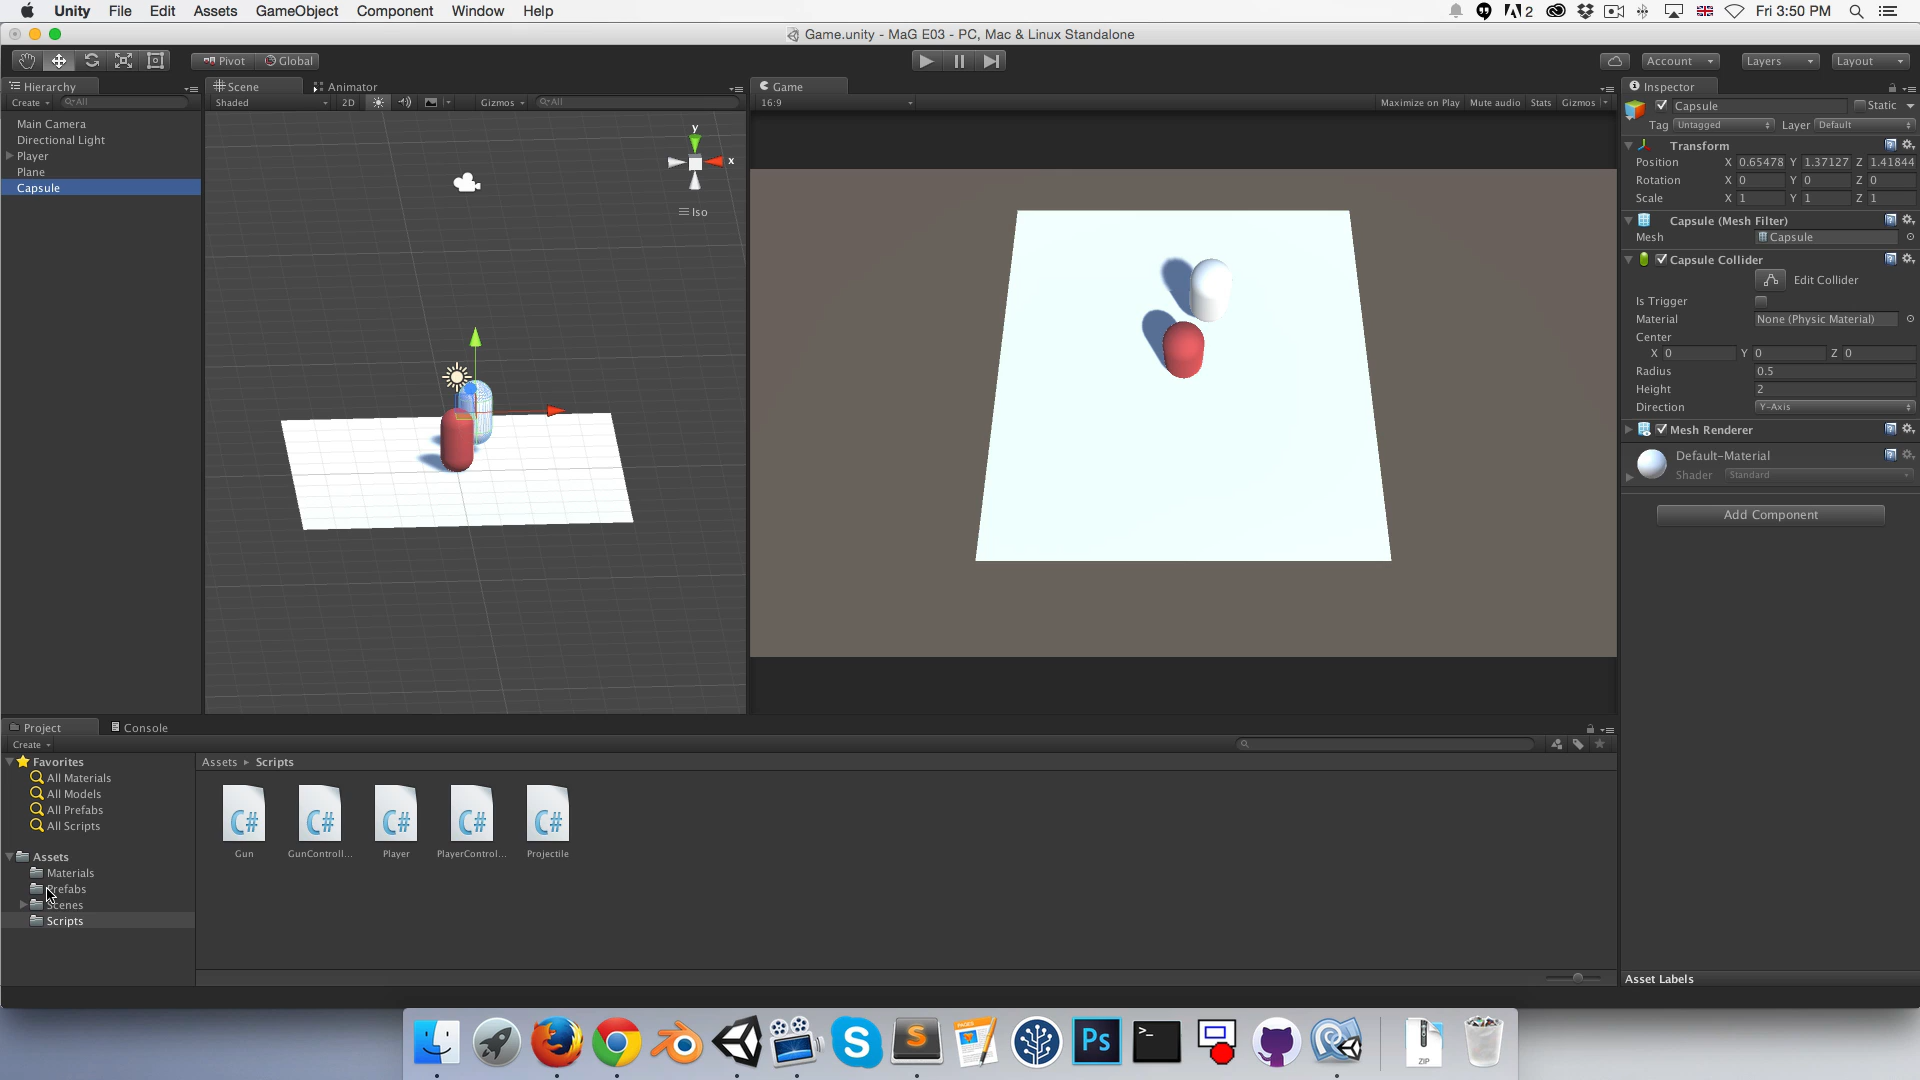 Unity File Edit Assets GameObject Component Window Help
2 Fri 3:50 PM
Game.unity - MaG E03 - PC, Mac & Linux Standalone
Pivot Global Account Layers Layout
Hierarchy
Create All
Main Camera
Directional Light
Player
Plane
Capsule
Scene Animator
Shaded 2D Gizmos All
y
x
Iso
Game
16:9 Maximize on Play Mute audio Stats Gizmos
Inspector
Capsule Static
Tag Untagged Layer Default
Transform
Position X 0.65478 Y 1.37127 Z 1.41844
Rotation X 0 Y 0 Z 0
Scale X 1 Y 1 Z 1
Capsule (Mesh Filter)
Mesh Capsule
Capsule Collider
Edit Collider
Is Trigger
Material None (Physic Material)
Center
X 0 Y 0 Z 0
Radius 0.5
Height 2
Direction Y-Axis
Mesh Renderer
Default-Material
Shader Standard
Add Component
Asset Labels
Project Console
Create
Favorites
All Materials
All Models
All Prefabs
All Scripts
Assets
Materials
Prefabs
Scenes
Scripts
Assets Scripts
C# C# C# C# C#
Gun GunControll... Player PlayerControl... Projectile
S Ps ZIP